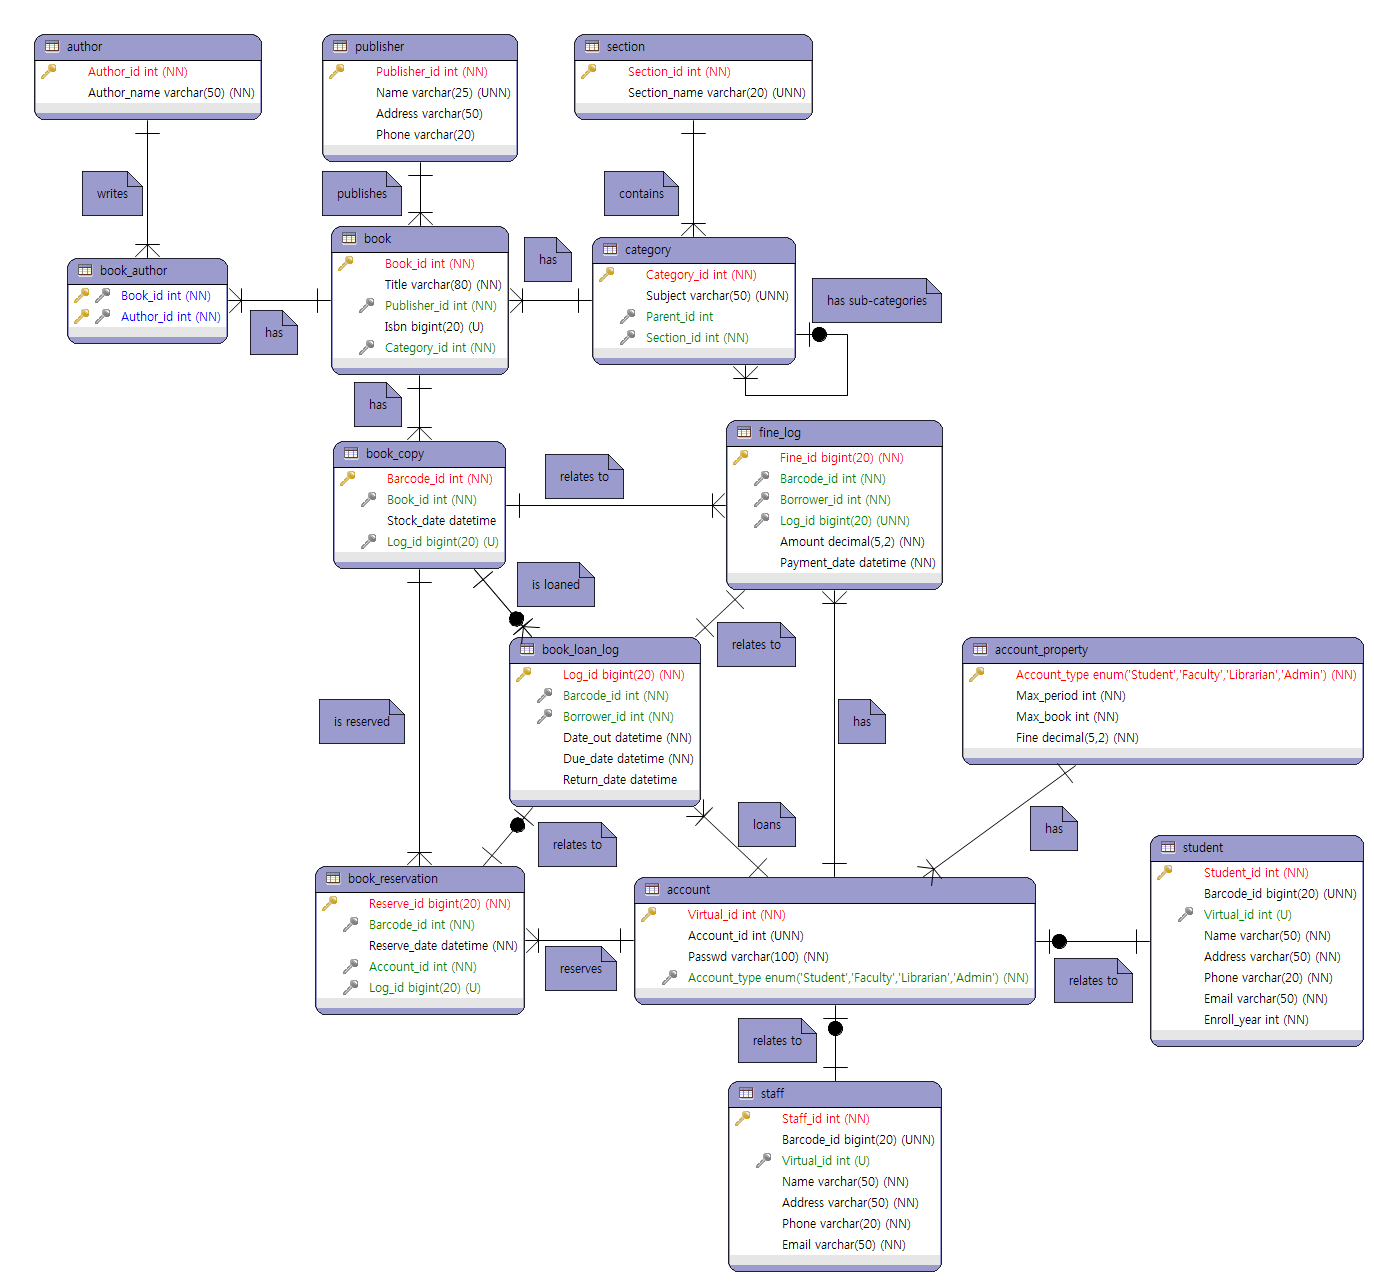 author
Author_id int (NN)
Author_name varchar(50) (NN)
publisher
Publisher_id int (NN)
Name varchar(25) (UNN)
Address varchar(50)
Phone varchar(20)
section
Section_id int (NN)
Section_name varchar(20) (UNN)
writes
publishes
contains
book_author
Book_id int (NN)
Author_id int (NN)
has
book
Book_id int (NN)
Title varchar(80) (NN)
Publisher_id int (NN)
Isbn bigint(20) (U)
Category_id int (NN)
has
category
Category_id int (NN)
Subject varchar(50) (UNN)
Parent_id int
Section_id int (NN)
has sub-categories
has
book_copy
Barcode_id int (NN)
Book_id int (NN)
Stock_date datetime
Log_id bigint(20) (U)
relates to
fine_log
Fine_id bigint(20) (NN)
Barcode_id int (NN)
Borrower_id int (NN)
Log_id bigint(20) (UNN)
Amount decimal(5,2) (NN)
Payment_date datetime (NN)
is loaned
relates to
book_loan_log
Log_id bigint(20) (NN)
Barcode_id int (NN)
Borrower_id int (NN)
Date_out datetime (NN)
Due_date datetime (NN)
Return_date datetime
account_property
Account_type enum('Student','Faculty','Librarian','Admin') (NN)
Max_period int (NN)
Max_book int (NN)
Fine decimal(5,2) (NN)
is reserved
has
loans
has
relates to
book_reservation
Reserve_id bigint(20) (NN)
Barcode_id int (NN)
Reserve_date datetime (NN)
Account_id int (NN)
Log_id bigint(20) (U)
reserves
account
Virtual_id int (NN)
Account_id int (UNN)
Passwd varchar(100) (NN)
Account_type enum('Student','Faculty','Librarian','Admin') (NN)
relates to
student
Student_id int (NN)
Barcode_id bigint(20) (UNN)
Virtual_id int (U)
Name varchar(50) (NN)
Address varchar(50) (NN)
Phone varchar(20) (NN)
Email varchar(50) (NN)
Enroll_year int (NN)
relates to
staff
Staff_id int (NN)
Barcode_id bigint(20) (UNN)
Virtual_id int (U)
Name varchar(50) (NN)
Address varchar(50) (NN)
Phone varchar(20) (NN)
Email varchar(50) (NN)